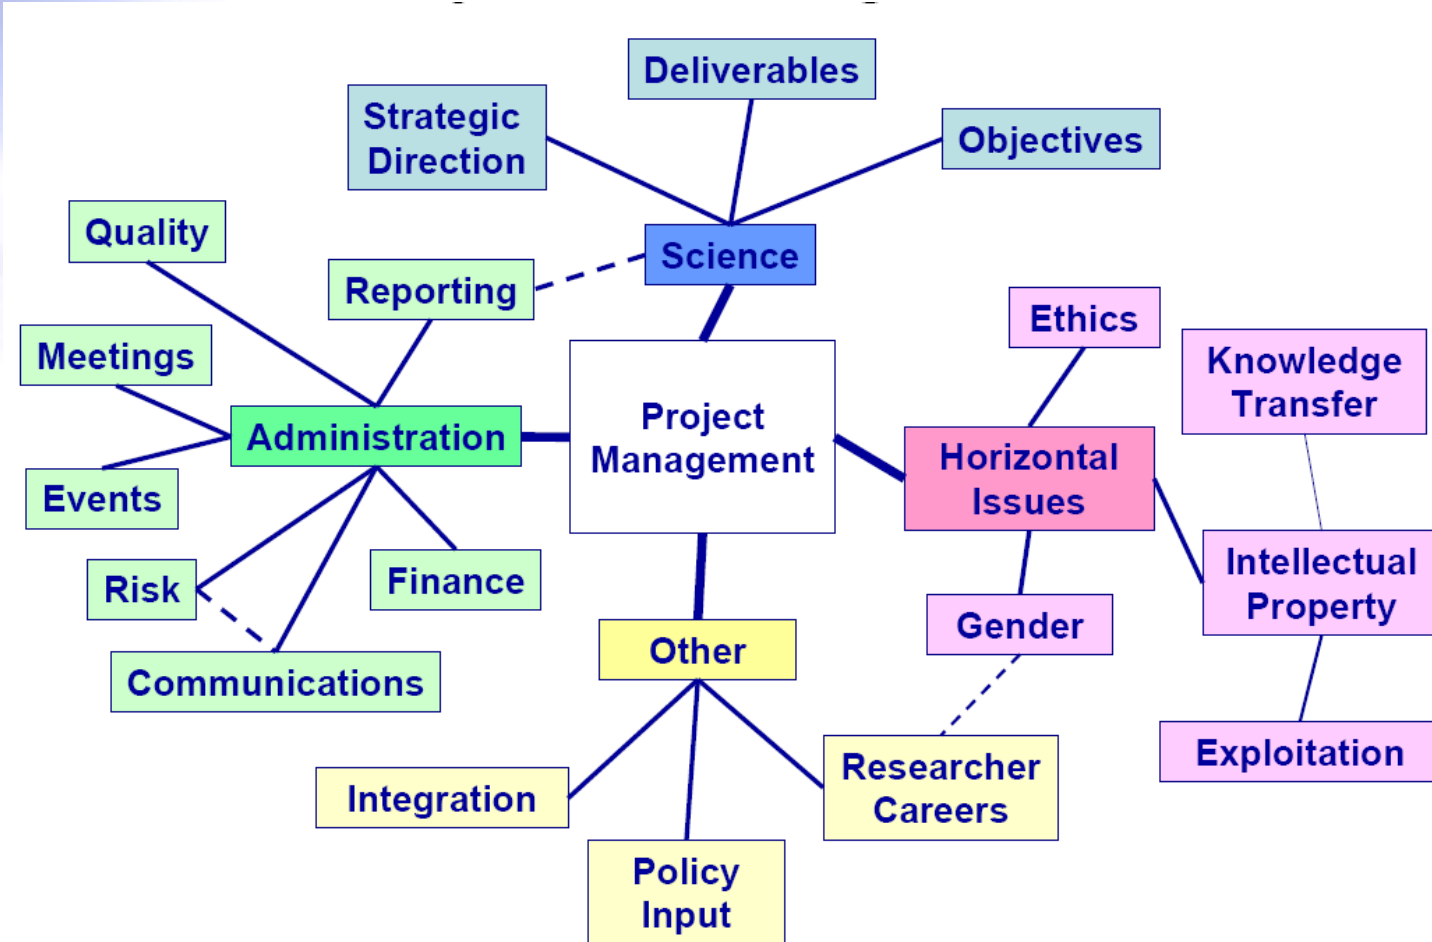 Deliverables
Strategic
Direction
Objectives
Quality
Science
Reporting
Ethics
Meetings
Knowledge
Transfer
Project
Management
Administration
Horizontal
Issues
Events
Intellectual
Property
Risk
Finance
Gender
Other
Communications
Exploitation
Researcher
Careers
Integration
Policy
Input